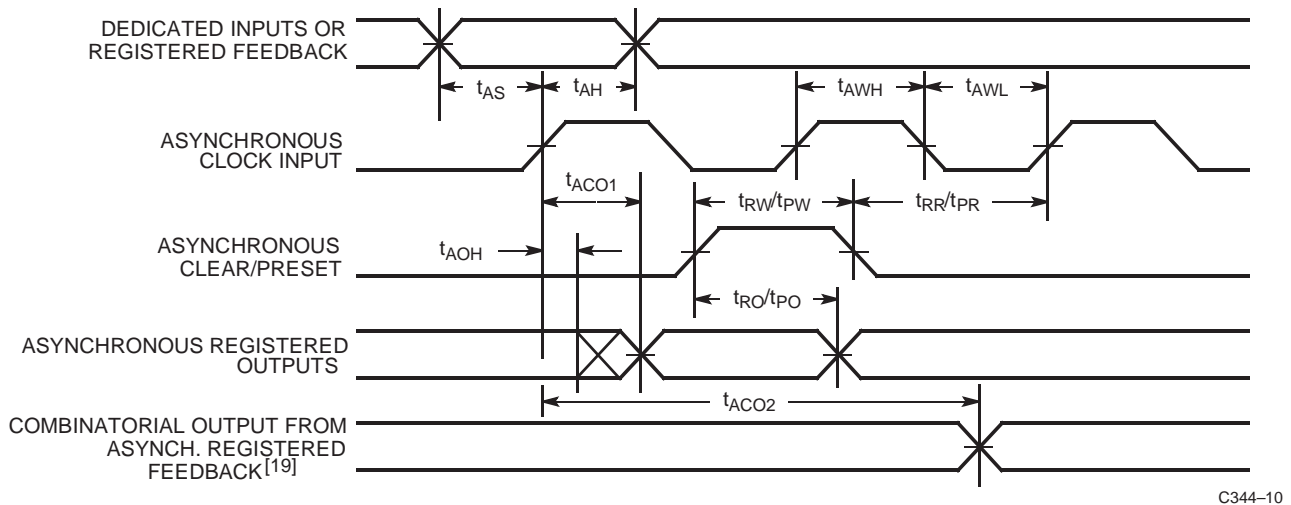 DEDICATED INPUTS OR
REGISTERED FEEDBACK
tAS
tAH
tAWH
tAWL
ASYNCHRONOUS
CLOCK INPUT
tACO1
tRW/tPW
tRR/tPR
ASYNCHRONOUS
CLEAR/PRESET
tAOH
tRO/tPO
ASYNCHRONOUS REGISTERED
OUTPUTS
tACO2
COMBINATORIAL OUTPUT FROM
ASYNCH. REGISTERED
FEEDBACK[19]
C344–10